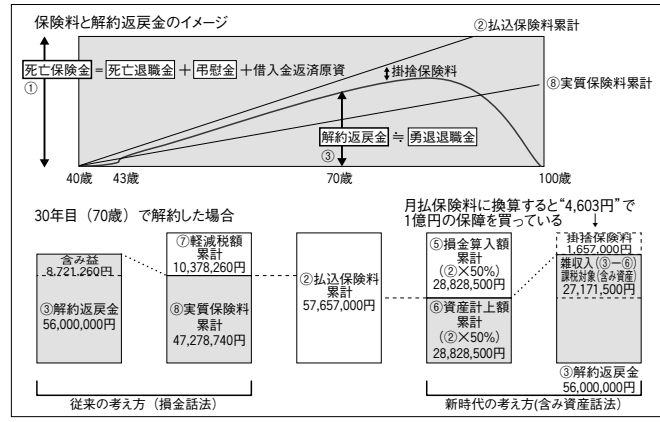 保険料と解約返戻金のイメージ
②払込保険料累計
死亡保険金=死亡退職金+弔慰金+借入金返済原資
①
掛捨保険料
⑧実質保険料累計
解約返戻金≒勇退退職金
③
40歳 43歳 70歳 100歳
30年目(70歳)で解約した場合
月払保険料に換算すると“4,603円”で
1億円の保障を買っている
含み益
8,721,260円
③解約返戻金
56,000,000円
⑦軽減税額
累計
10,378,260円
⑧実質保険料
累計
47,278,740円
②払込保険料
累計
57,657,000円
⑤損金算入額
累計
(②×50%)
28,828,500円
⑥資産計上額
累計
(②×50%)
28,828,500円
掛捨保険料
1,657,000円
雑収入(③ー⑥)
課税対象(含み資産)
27,171,500円
③解約返戻金
56,000,000円
従来の考え方(損金話法)
新時代の考え方(含み資産話法)